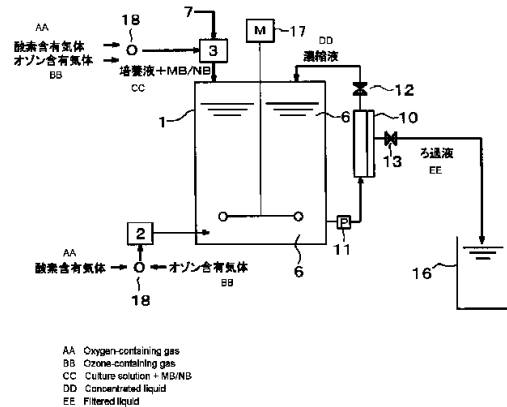 AA
酸素含有気体
オゾン含有気体
BB
18
7
3
培養液+MB/NB
CC
M
17
DD
濃縮液
12
1
6
10
13
ろ過液
EE
2
P
11
6
16
AA
酸素含有気体
オゾン含有気体
BB
18
AA Oxygen-containing gas
BB Ozone-containing gas
CC Culture solution + MB/NB
DD Concentrated liquid
EE Filtered liquid